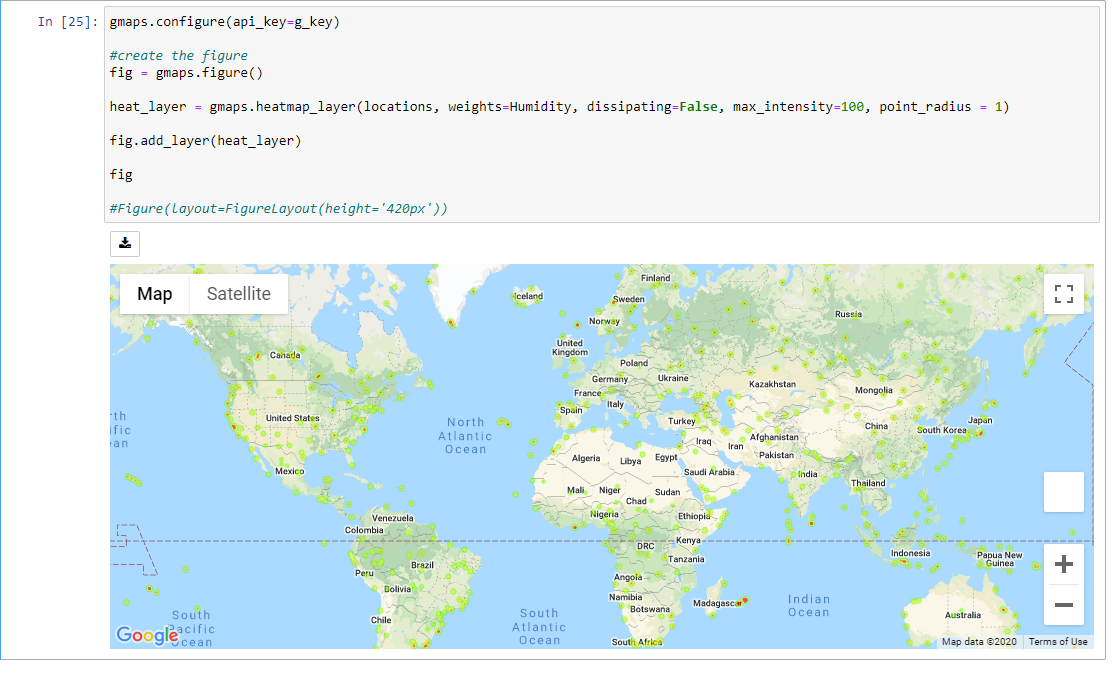 In [25]:
gmaps.configure(api_key=g_key)
#create the figure
fig = gmaps.figure()
heat_layer = gmaps.heatmap_layer(locations, weights=Humidity, dissipating=False, max_intensity=100, point_radius = 1)
fig.add_layer(heat_layer)
fig
#Figure(layout=FigureLayout(height='420px'))
Map
Satellite
Finland
Iceland
Sweden
Russia
Norway
United
Kingdom
Canada
Poland
Germany
Ukraine
Kazakhstan
Mongolia
France
Italy
Spain
United States
Turkey
Japan
China
South Korea
North
Atlantic
Ocean
Iraq
Iran
Afghanistan
Pakistan
Algeria
Libya
Egypt
Saudi Arabia
Mexico
India
Thailand
Mali
Niger
Chad
Sudan
Nigeria
Ethiopia
Venezuela
Colombia
DRC
Kenya
Tanzania
Indonesia
Papua New
Guinea
Brazil
Peru
Bolivia
Angola
Namibia
Botswana
Madagascar
Indian
Ocean
Chile
South
Pacific
Ocean
South
Atlantic
Ocean
Australia
South Africa
Google
Map data ©2020
Terms of Use